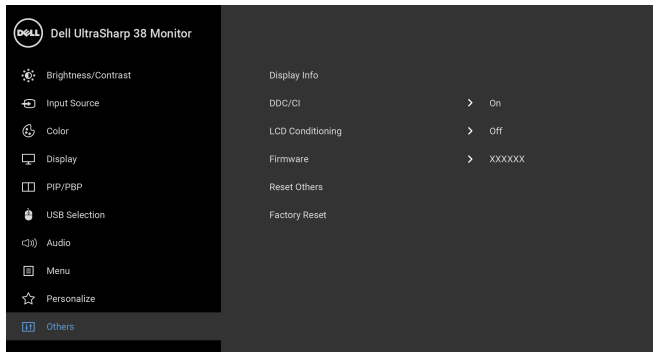 DELL Dell UltraSharp 38 Monitor
Brightness/Contrast
Input Source
Color
Display
PIP/PBP
USB Selection
Audio
Menu
Personalize
Others
Display Info
DDC/CI > On
LCD Conditioning > Off
Firmware > XXXXXX
Reset Others
Factory Reset